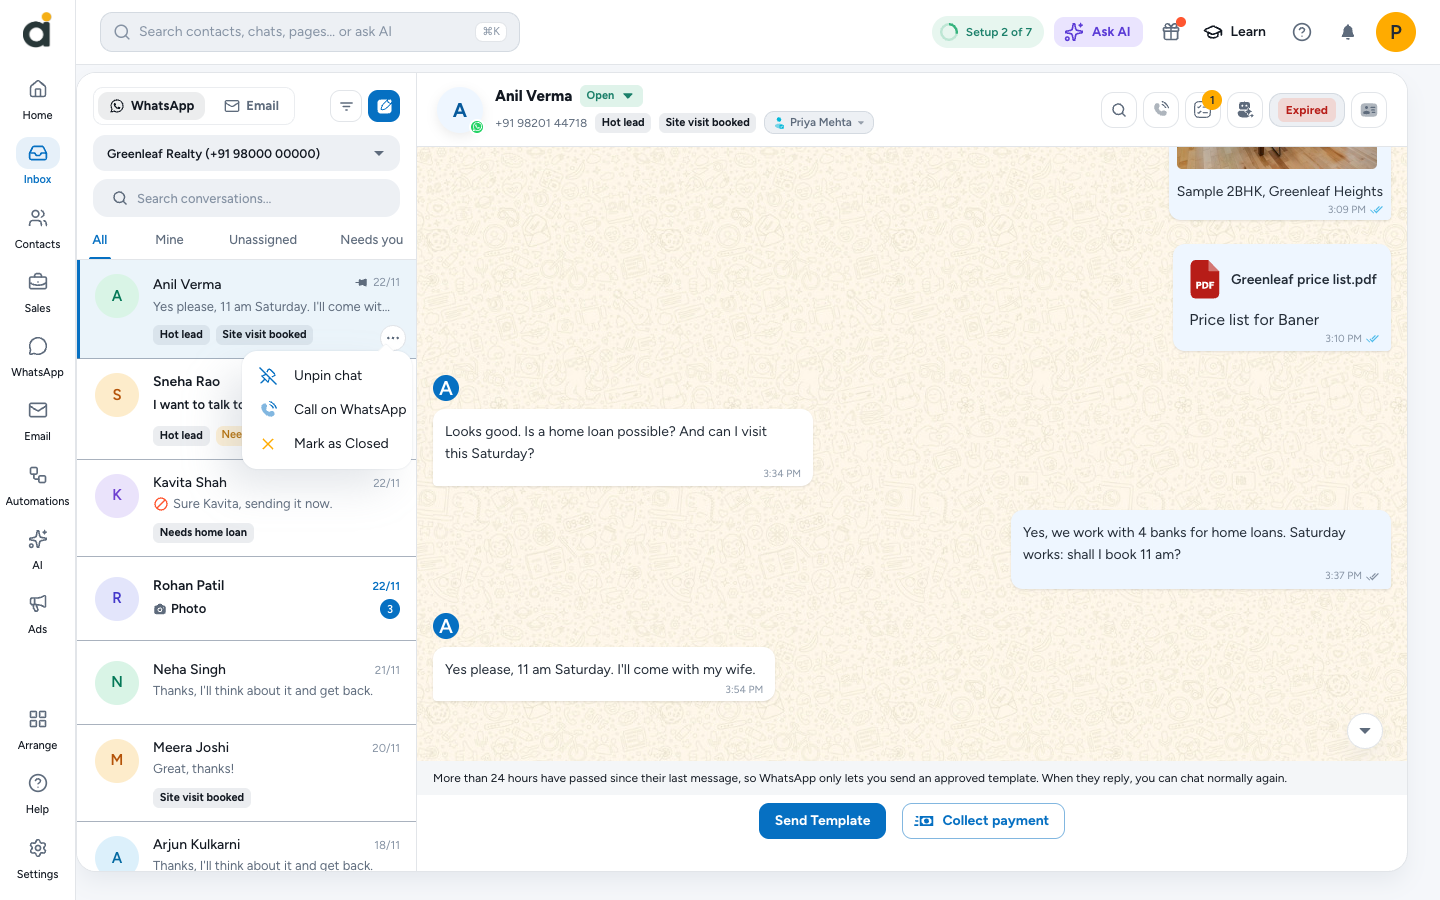 Search contacts, chats, pages... or ask AI
⌘K
Setup 2 of 7
Ask AI
Learn
P
Home
Inbox
Contacts
Sales
WhatsApp
Email
Automations
AI
Ads
Arrange
Help
Settings
WhatsApp
Email
Greenleaf Realty (+91 98000 00000)
Search conversations...
All
Mine
Unassigned
Needs you
A
Anil Verma
22/11
Yes please, 11 am Saturday. I'll come wit...
Hot lead
Site visit booked
Unpin chat
Call on WhatsApp
Mark as Closed
S
Sneha Rao
I want to talk to
Hot lead
Nee
K
Kavita Shah
22/11
Sure Kavita, sending it now.
Needs home loan
R
Rohan Patil
22/11
Photo
3
N
Neha Singh
21/11
Thanks, I'll think about it and get back.
M
Meera Joshi
20/11
Great, thanks!
Site visit booked
A
Arjun Kulkarni
18/11
Thanks, I'll think about it and get back.
A
Anil Verma
Open
+91 98201 44718
Hot lead
Site visit booked
Priya Mehta
1
Expired
Sample 2BHK, Greenleaf Heights
3:09 PM
PDF
Greenleaf price list.pdf
Price list for Baner
3:10 PM
A
Looks good. Is a home loan possible? And can I visit
this Saturday?
3:34 PM
Yes, we work with 4 banks for home loans. Saturday
works: shall I book 11 am?
3:37 PM
A
Yes please, 11 am Saturday. I'll come with my wife.
3:54 PM
More than 24 hours have passed since their last message, so WhatsApp only lets you send an approved template. When they reply, you can chat normally again.
Send Template
Collect payment